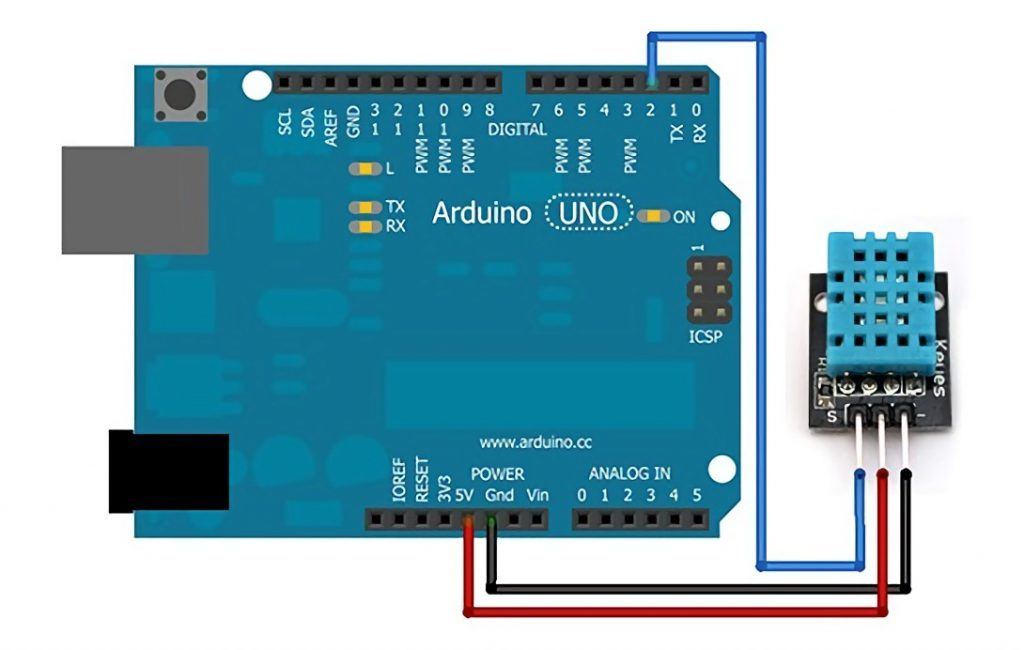 SCL
SDA
AREF
GND
13
12
PWM 11
PWM 10
PWM 9
8
7
PWM 6
PWM 5
4
PWM 3
2
TX 1
RX 0
DIGITAL
L
TX
RX
Arduino UNO
ON
1
ICSP
Keyes
S
-
www.arduino.cc
POWER
ANALOG IN
IOREF
RESET
3V3
5V Gnd Vin
0 1 2 3 4 5